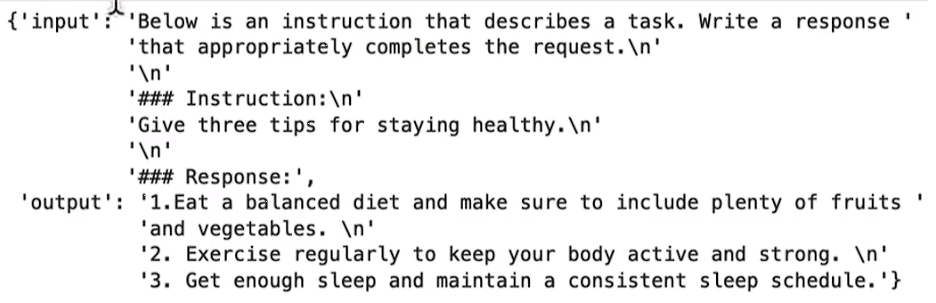 {'input': 'Below is an instruction that describes a task. Write a response '
'that appropriately completes the request.\n'
'\n'
'### Instruction:\n'
'Give three tips for staying healthy.\n'
'\n'
'### Response:',
'output': '1.Eat a balanced diet and make sure to include plenty of fruits '
'and vegetables. \n'
'2. Exercise regularly to keep your body active and strong. \n'
'3. Get enough sleep and maintain a consistent sleep schedule.'}